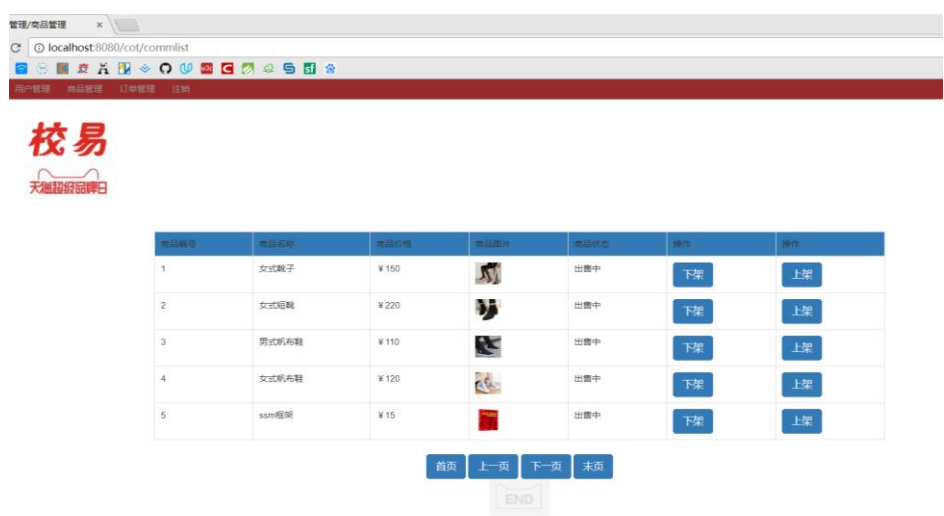 管理/商品管理 ×
localhost:8080/cot/commlist
用户管理 商品管理 订单管理 注销
校易
天猫超级品牌日
商品编号 商品名称 商品价格 商品图片 商品状态 操作 操作
1 女式靴子 ¥150 出售中 下架 上架
2 女式短靴 ¥220 出售中 下架 上架
3 男式帆布鞋 ¥110 出售中 下架 上架
4 女式帆布鞋 ¥120 出售中 下架 上架
5 ssm框架 ¥15 出售中 下架 上架
首页 上一页 下一页 末页
END